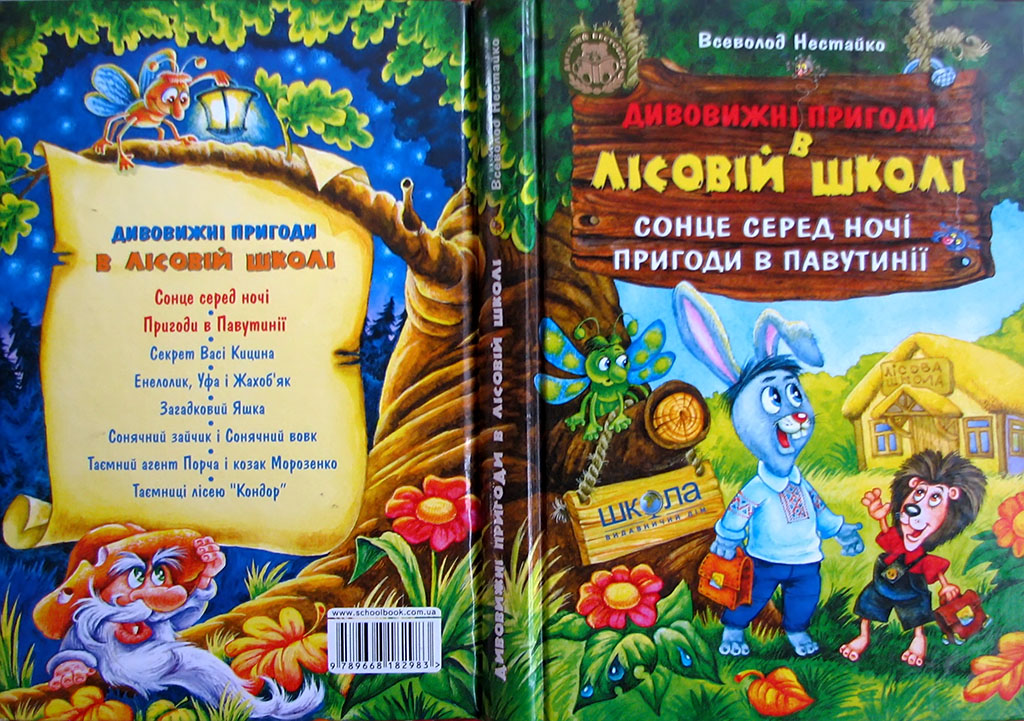 ДИВОВИЖНІ ПРИГОДИ
В ЛІСОВІЙ ШКОЛІ
Сонце серед ночі
Пригоди в Павутинії
Секрет Васі Кицина
Енелолик, Уфа і Жахоб'як
Загадковий Яшка
Сонячний зайчик і Сонячний вовк
Таємний агент Порча і козак Морозенко
Таємниці лісею "Кондор"
www.schoolbook.com.ua
9 789668 182983 >
ДИВОВИЖНІ ПРИГОДИ В ЛІСОВІЙ ШКОЛІ Всеволод Нестайко
Всеволод Нестайко
ДИВОВИЖНІ ПРИГОДИ
В
ЛІСОВІЙ ШКОЛІ
СОНЦЕ СЕРЕД НОЧІ
ПРИГОДИ В ПАВУТИНІЇ
ЛІСОВА
ШКОЛА
ШКОЛА
ВИДАВНИЧИЙ ДІМ